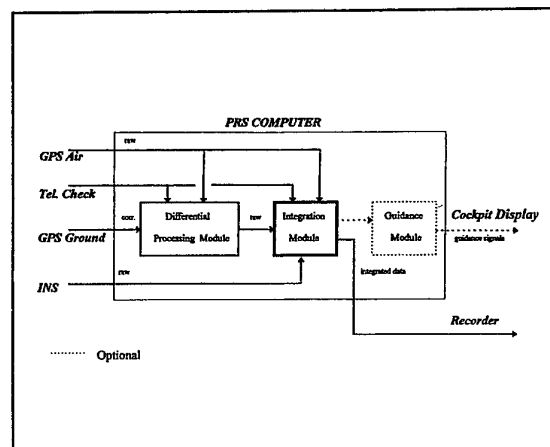 PRS COMPUTER
raw
GPS Air
Tel. Check
corr.
Differential
Processing Module
raw
Integration
Module
Guidance
Module
Cockpit Display
guidance signals
GPS Ground
raw
integrated data
INS
Recorder
Optional